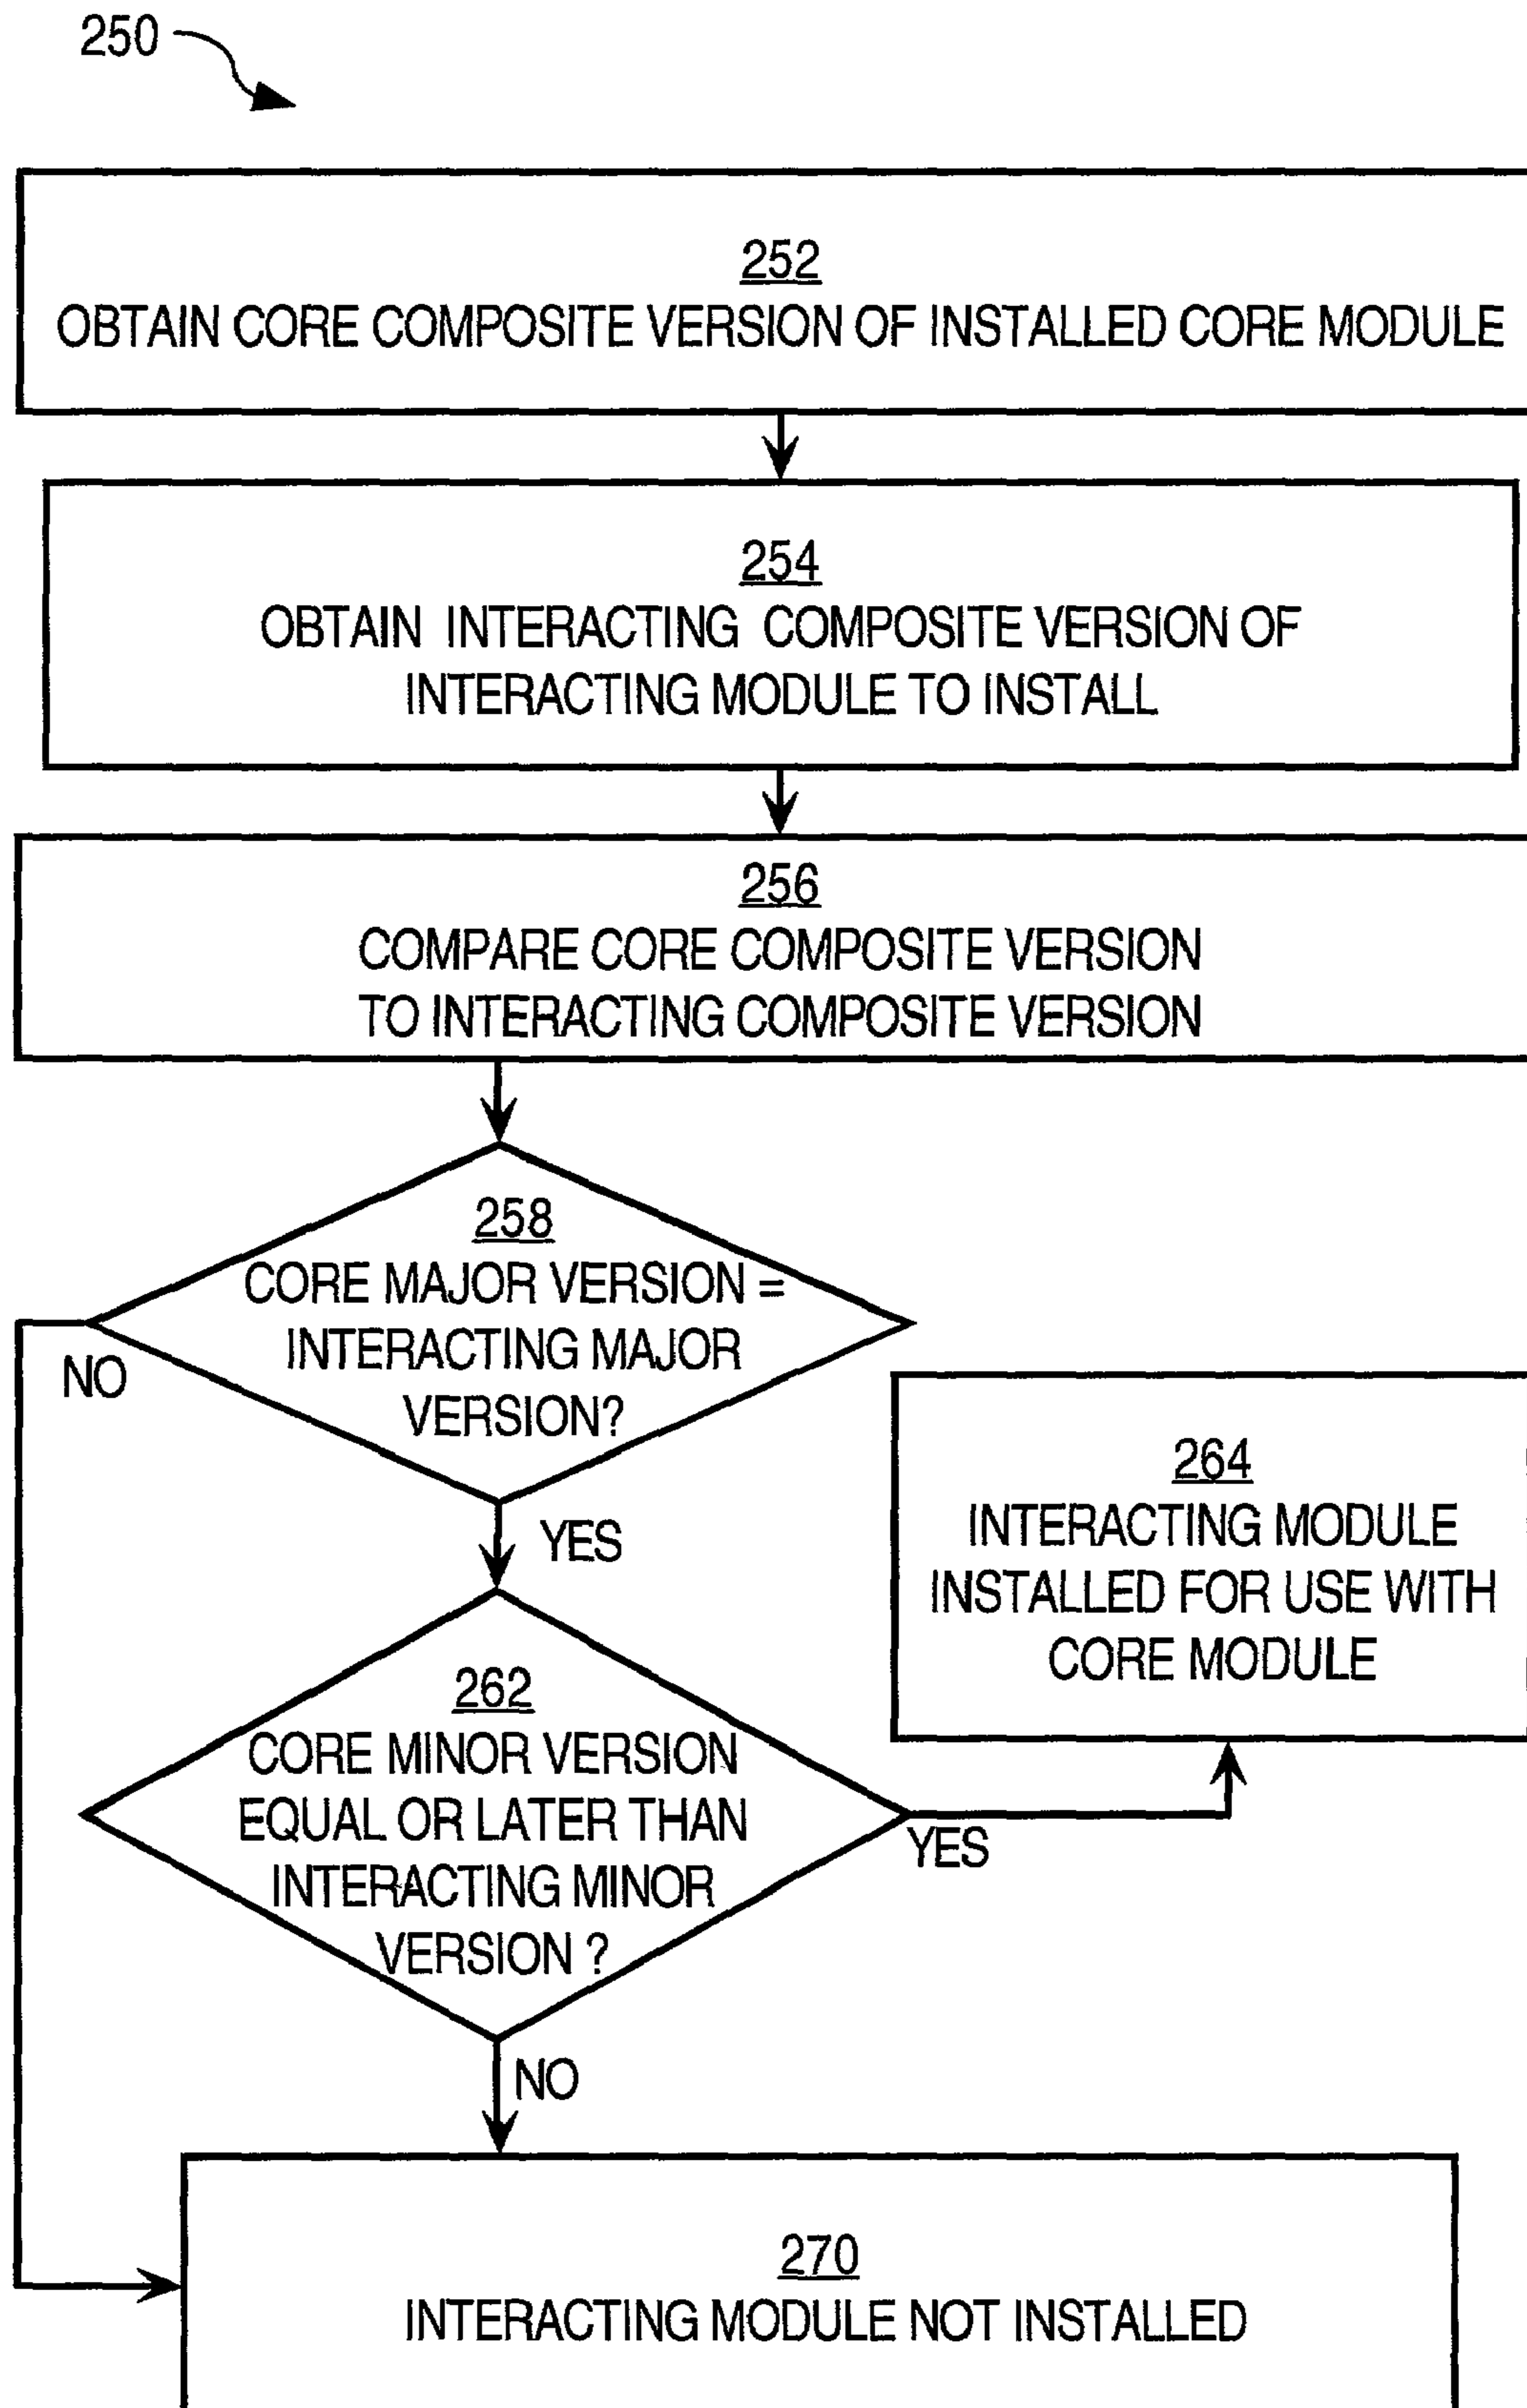 250
252
OBTAIN CORE COMPOSITE VERSION OF INSTALLED CORE MODULE
254
OBTAIN INTERACTING COMPOSITE VERSION OF
INTERACTING MODULE TO INSTALL
256
COMPARE CORE COMPOSITE VERSION
TO INTERACTING COMPOSITE VERSION
258
CORE MAJOR VERSION =
INTERACTING MAJOR
VERSION?
NO
YES
264
INTERACTING MODULE
INSTALLED FOR USE WITH
CORE MODULE
262
CORE MINOR VERSION
EQUAL OR LATER THAN
INTERACTING MINOR
VERSION ?
YES
NO
270
INTERACTING MODULE NOT INSTALLED